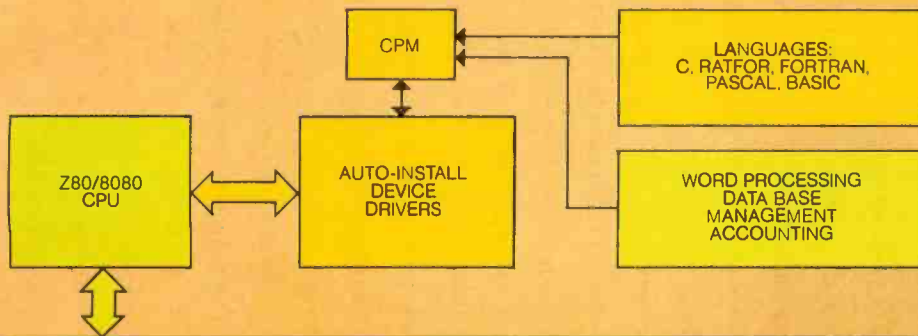 CPM
LANGUAGES:
C, RATFOR, FORTRAN,
PASCAL, BASIC
Z80/8080
CPU
AUTO-INSTALL
DEVICE
DRIVERS
WORD PROCESSING
DATA BASE
MANAGEMENT
ACCOUNTING